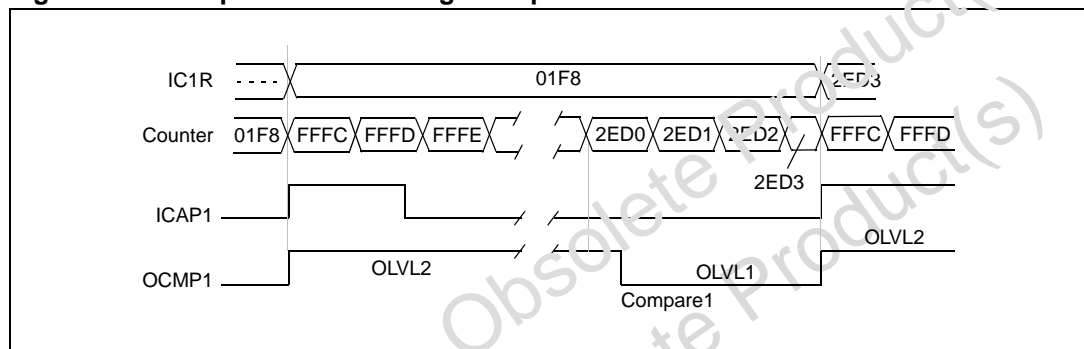 IC1R - - - - 01F8 2ED3
Counter 01F8 FFFC FFFD FFFE 2ED0 2ED1 2ED2 FFFC FFFD
2ED3
ICAP1
OLVL2
OCMP1 OLVL2 OLVL1
Compare1
Obsolete Product(s)
Obsolete Product(s)